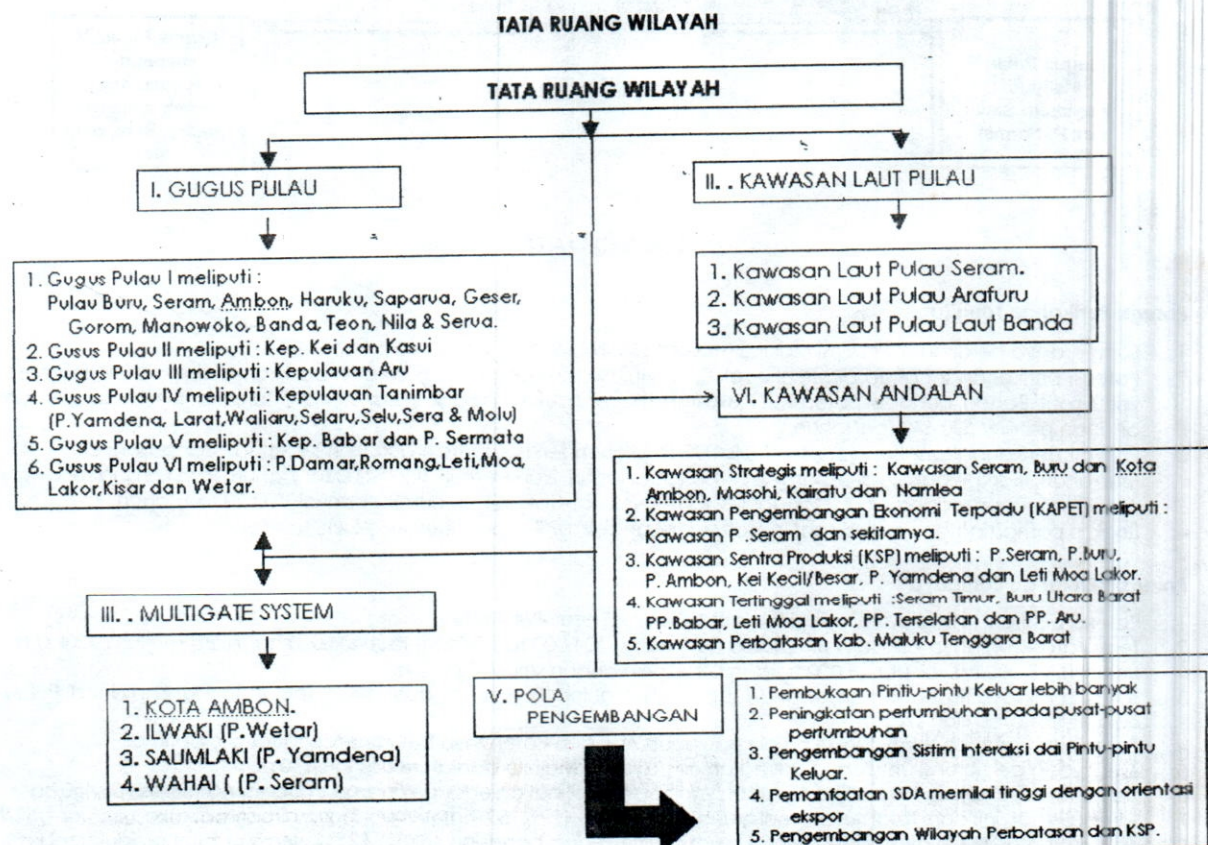 TATA RUANG WILAYAH
TATA RUANG WILAYAH
I. GUGUS PULAU
II. . KAWASAN LAUT PULAU
1. Gugus Pulau I meliputi :
Pulau Buru, Seram, Ambon, Haruku, Saparua, Geser,
Gorom, Manowoko, Banda, Teon, Nila & Serua.
2. Gusus Pulau II meliputi : Kep. Kei dan Kasui
3. Gugus Pulau III meliputi : Kepulauan Aru
4. Gusus Pulau IV meliputi : Kepulauan Tanimbar
(P.Yamdena, Larat,Waliaru,Selaru,Selu,Sera & Molu)
5. Gugus Pulau V meliputi : Kep. Babar dan P. Sermata
6. Gusus Pulau VI meliputi : P.Damar,Romang,Leti,Moa,
Lakor,Kisar dan Wetar.
1. Kawasan Laut Pulau Seram.
2. Kawasan Laut Pulau Arafuru
3. Kawasan Laut Pulau Laut Banda
VI. KAWASAN ANDALAN
1. Kawasan Strategis meliputi : Kawasan Seram, Buru dan Kota
Ambon, Masohi, Kairatu dan Namlea
2. Kawasan Pengembangan Ekonomi Terpadu (KAPET) meliputi :
Kawasan P .Seram dan sekitarnya.
3. Kawasan Sentra Produksi (KSP) meliputi : P.Seram, P.Buru,
P. Ambon, Kei Kecil/Besar, P. Yamdena dan Leti Moa Lakor.
4. Kawasan Tertinggal meliputi :Seram Timur, Buru Utara Barat
PP.Babar, Leti Moa Lakor, PP. Terselatan dan PP. Aru.
5. Kawasan Perbatasan Kab. Maluku Tenggara Barat
III. . MULTIGATE SYSTEM
1. KOTA AMBON.
2. ILWAKI (P.Wetar)
3. SAUMLAKI (P. Yamdena)
4. WAHAI ( (P. Seram)
V. POLA
PENGEMBANGAN
1. Pembukaan Pintiu-pintu Keluar lebih banyak
2. Peningkatan pertumbuhan pada pusat-pusat
pertumbuhan
3. Pengembangan Sistim Interaksi dai Pintu-pintu
Keluar.
4. Pemanfaatan SDA mernilai tinggi dengan orientasi
ekspor
5. Pengembangan Wilayah Perbatasan dan KSP.